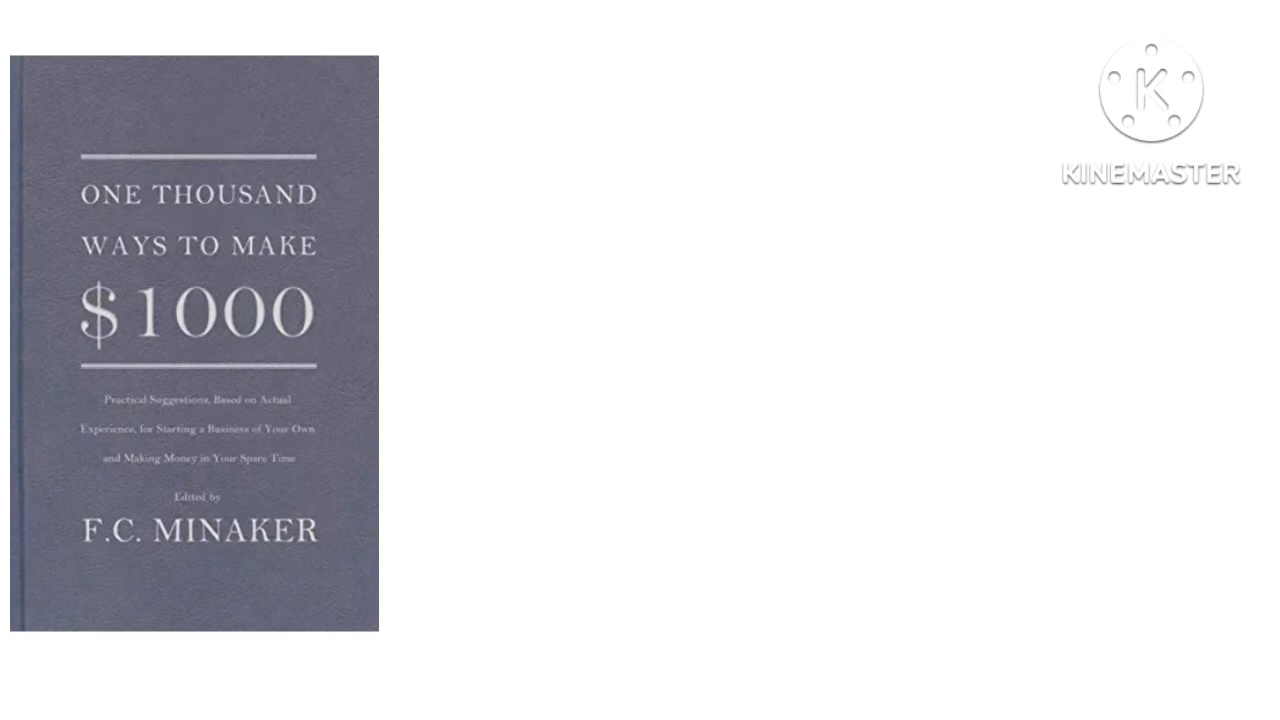 ONE THOUSAND
WAYS TO MAKE
$1000
Practical Suggestions, Based on Actual
Experience, for Starting a Business of Your Own
and Making Money in Your Spare Time
Edited by
F.C. MINAKER
K
KINEMASTER